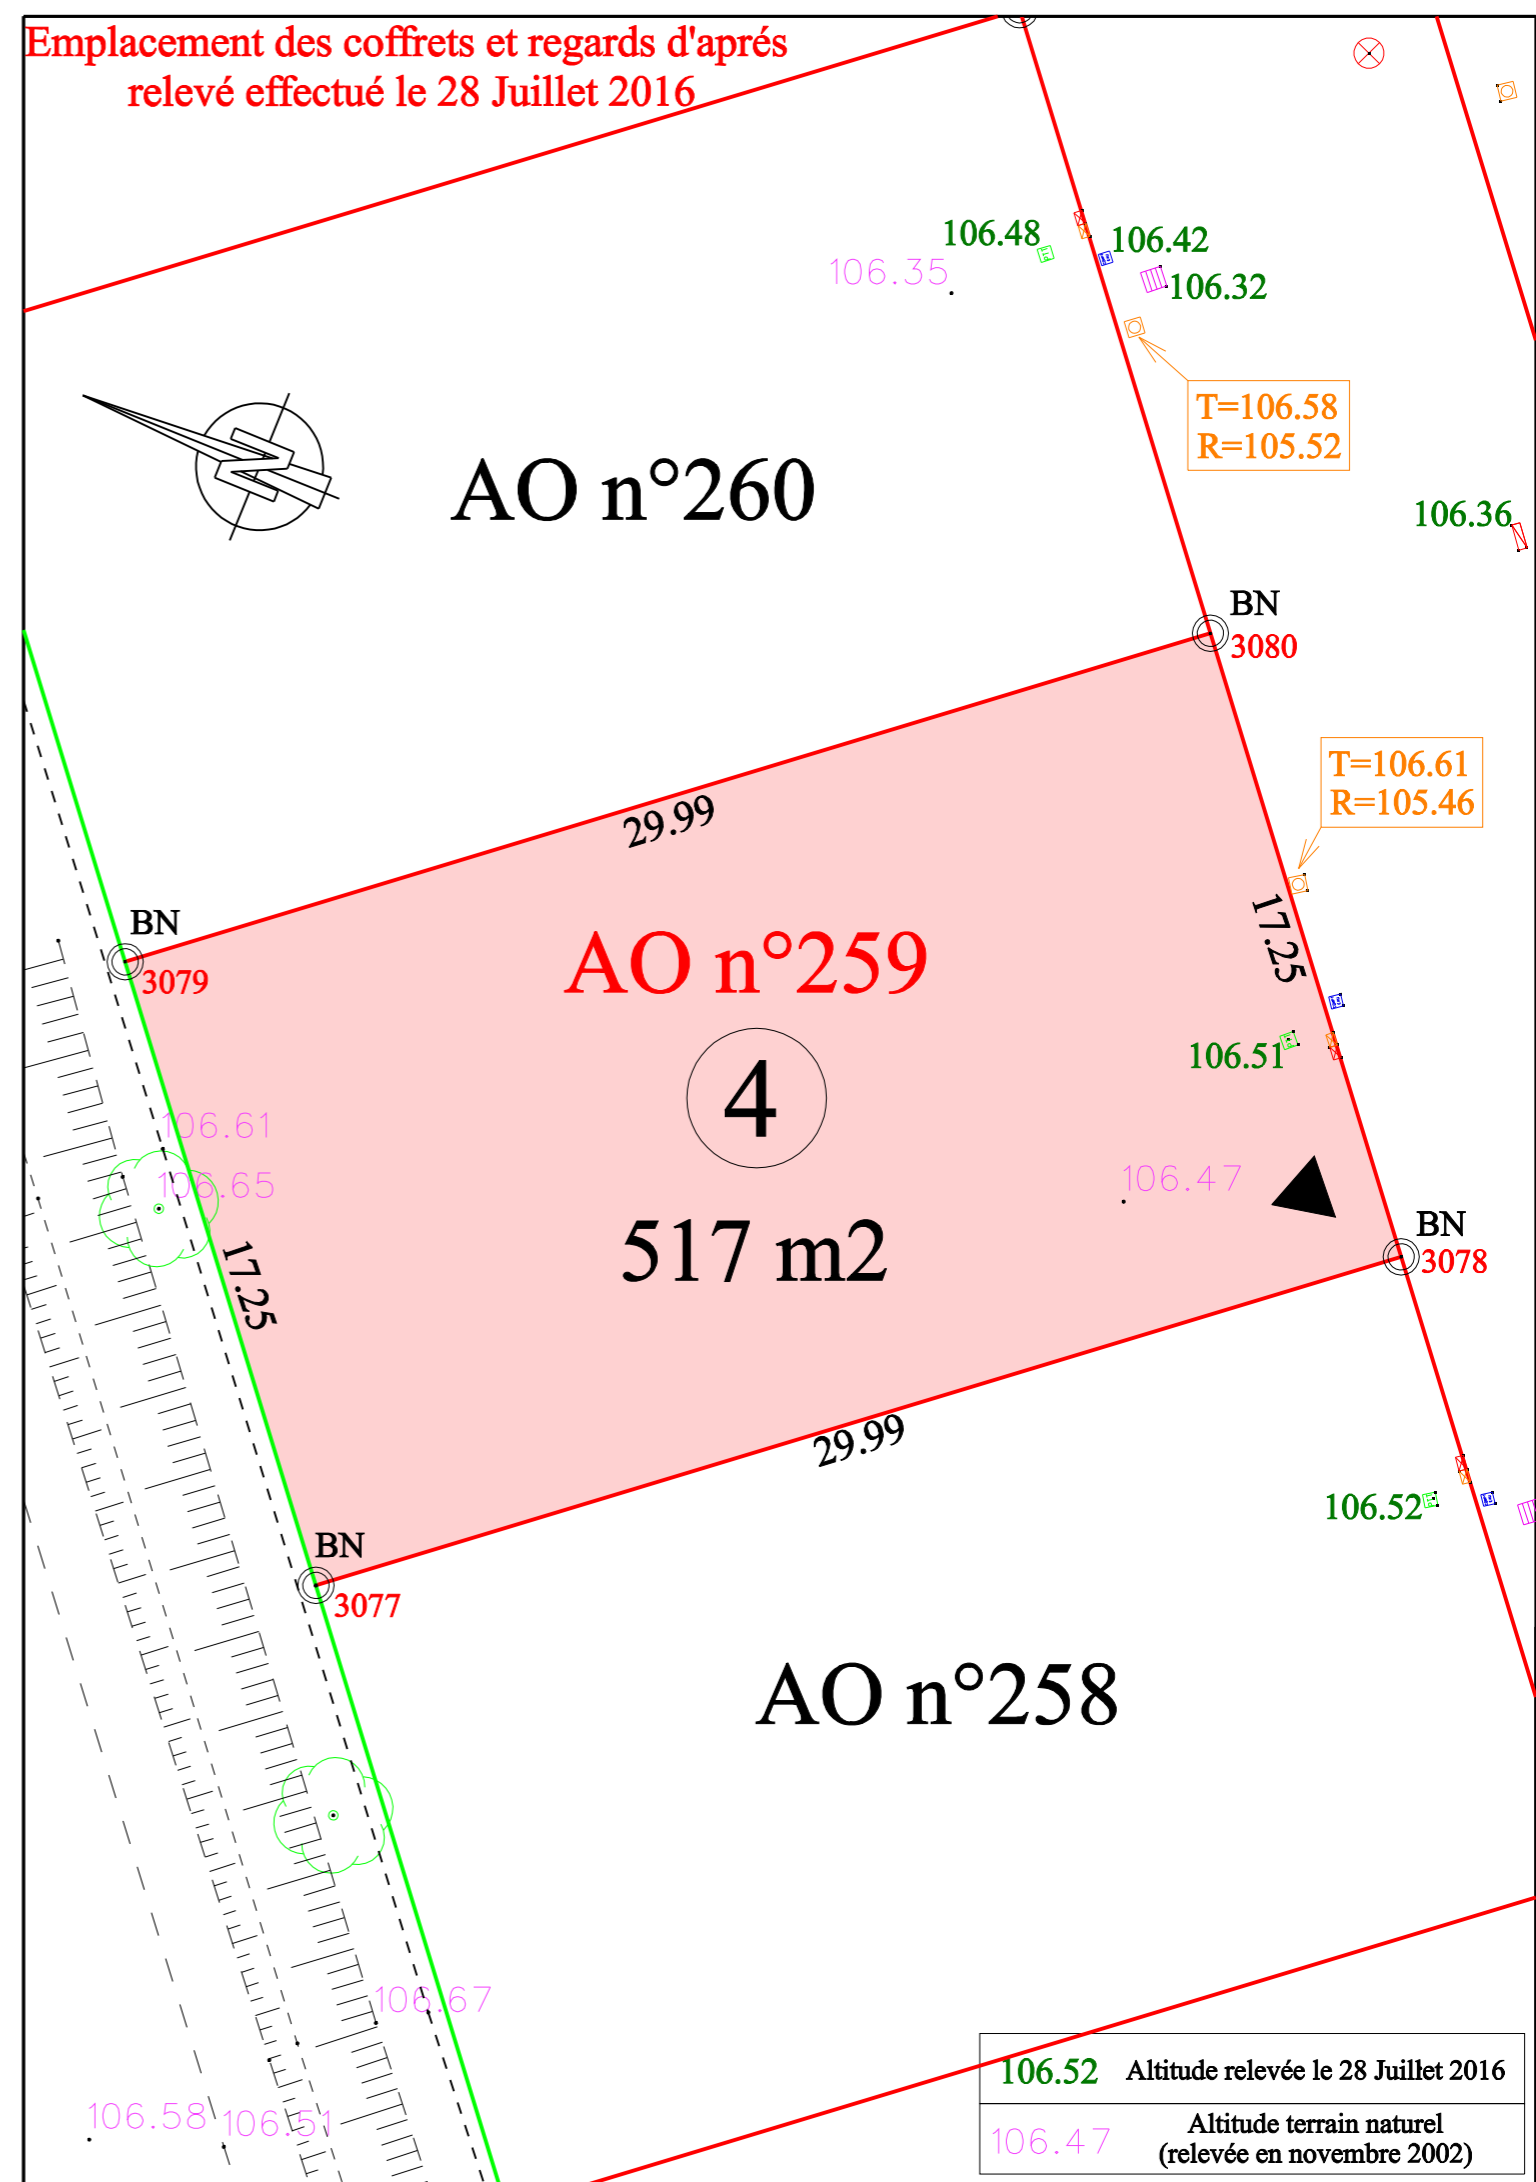 Emplacement des coffrets et regards d'aprés
relevé effectué le 28 Juillet 2016
106.48
106.42
106.35
106.32
T=106.58
R=105.52
AO n°260
106.36
BN
3080
T=106.61
R=105.46
29.99
BN
3079
AO n°259
17.25
4
106.51
106.61
106.65
106.47
17.25
517 m2
BN
3078
29.99
106.52
BN
3077
AO n°258
106.67
106.58
106.51
106.52 Altitude relevée le 28 Juillet 2016
106.47 Altitude terrain naturel
(relevée en novembre 2002)